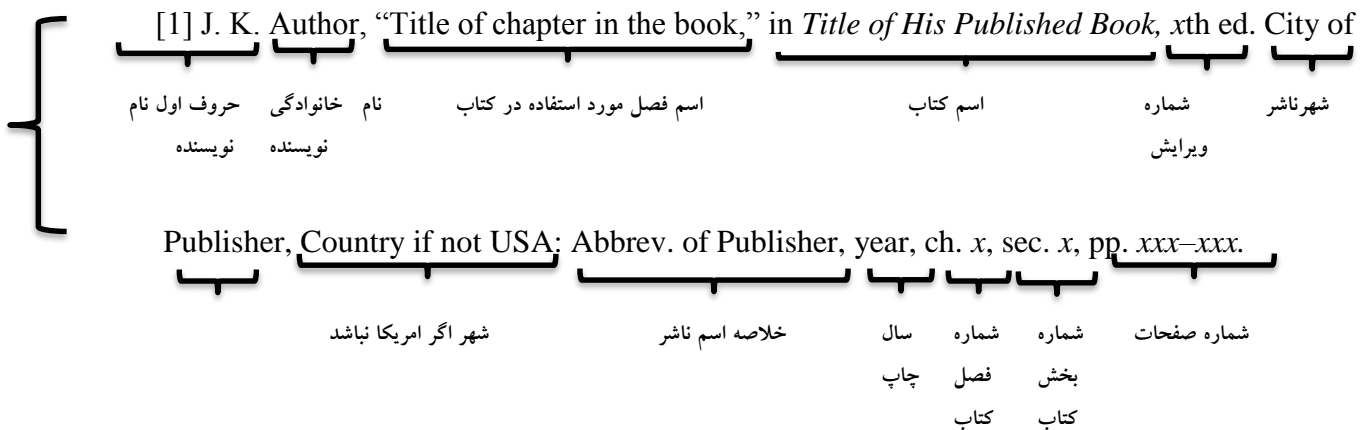 [1] J. K. Author, “Title of chapter in the book,” in Title of His Published Book, xth ed. City of
حروف اول نام نویسنده
نام خانوادگی نویسنده
اسم فصل مورد استفاده در کتاب
اسم کتاب
شماره ویرایش
شهرناشر
Publisher, Country if not USA: Abbrev. of Publisher, year, ch. x, sec. x, pp. xxx–xxx.
شهر اگر امریکا نباشد
خلاصه اسم ناشر
سال چاپ
شماره فصل کتاب
شماره بخش کتاب
شماره صفحات